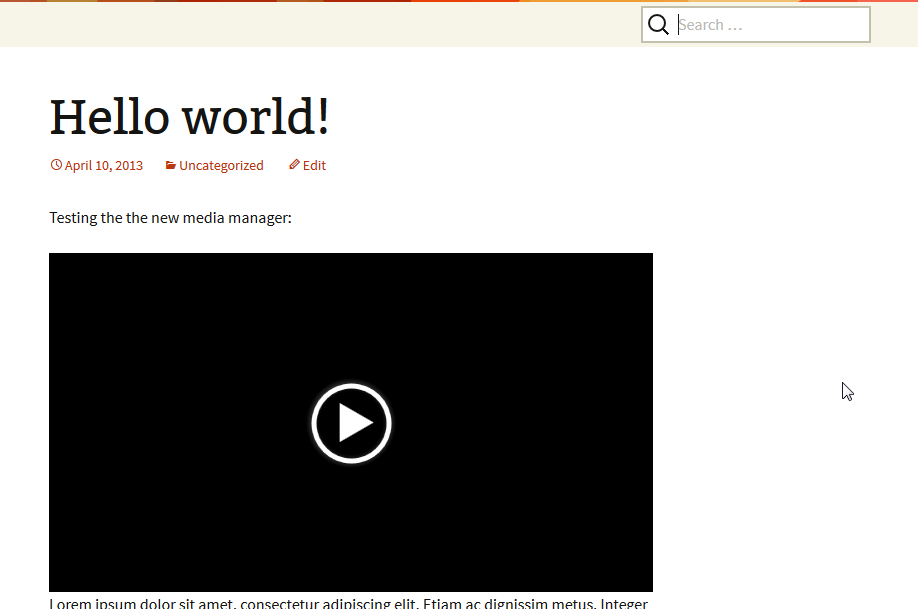 Search ...
Hello world!
April 10, 2013 Uncategorized Edit
Testing the the new media manager:
Lorem ipsum dolor sit amet, consectetur adipiscing elit. Etiam ac dignissim metus. Integer